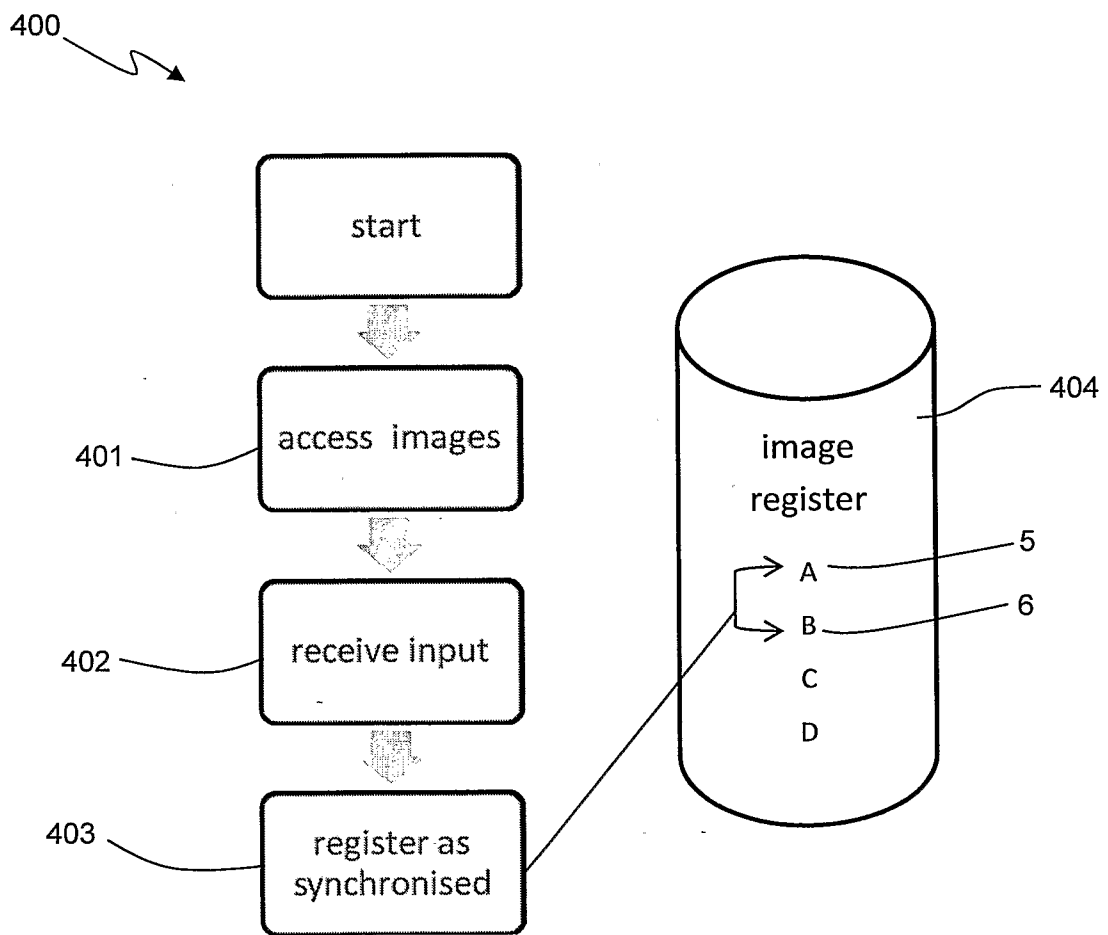 400
start
access images
401
receive input
402
register as
synchronised
403
404
image
register
A
5
B
6
C
D